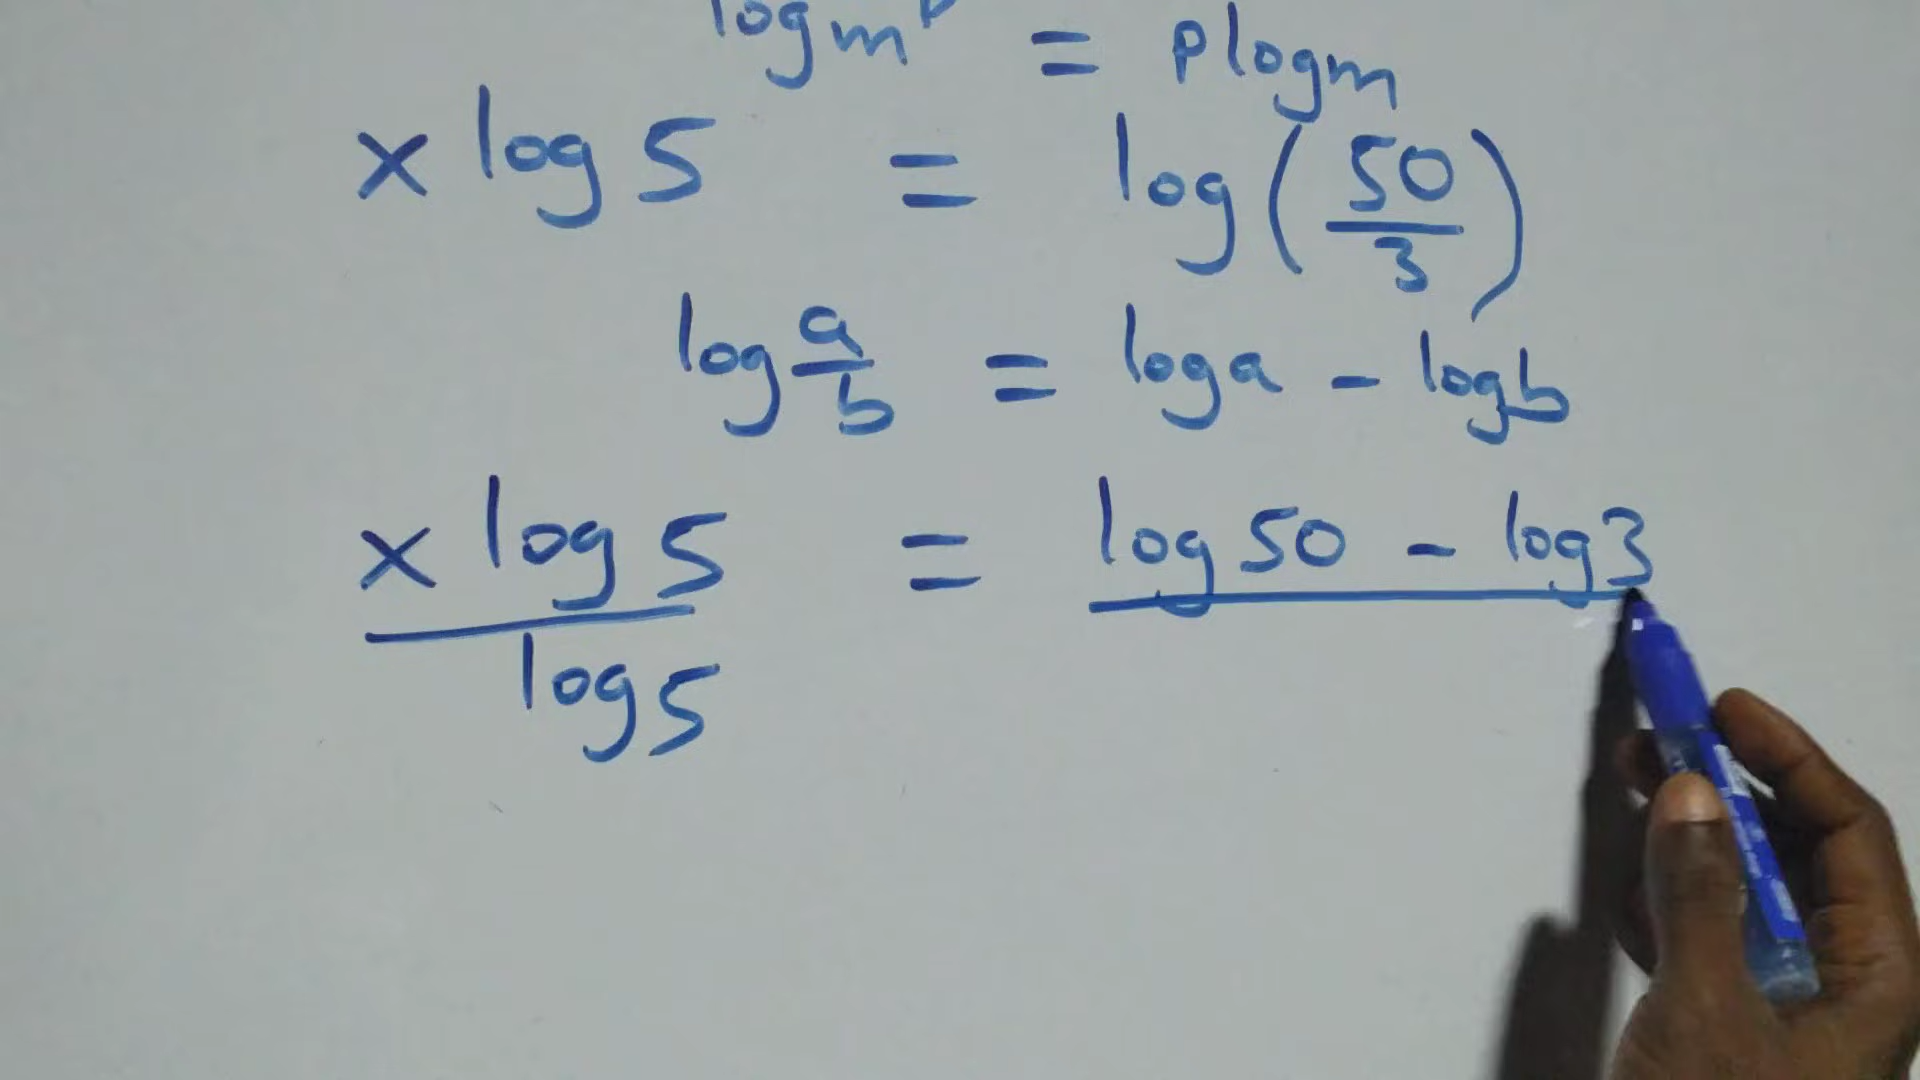 log m^p = p log m
x log 5 = log(50/3)
log a/b = log a - log b
x log 5 / log 5 = log 50 - log 3